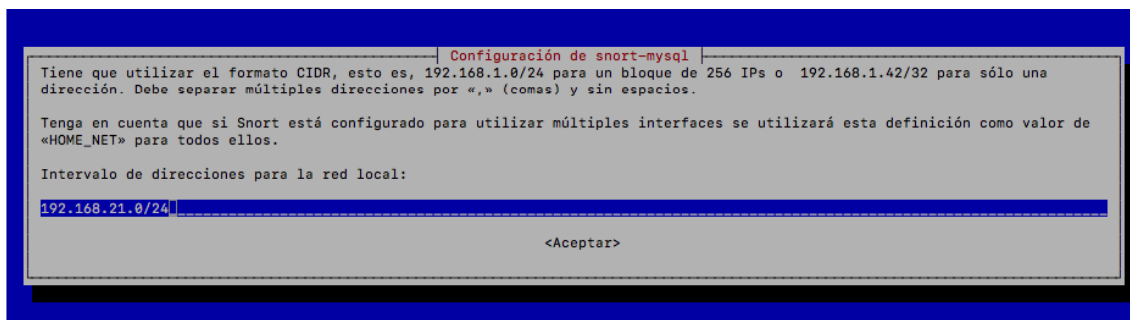 Configuración de snort-mysql
Tiene que utilizar el formato CIDR, esto es, 192.168.1.0/24 para un bloque de 256 IPs o  192.168.1.42/32 para sólo una
dirección. Debe separar múltiples direcciones por «,» (comas) y sin espacios.
Tenga en cuenta que si Snort está configurado para utilizar múltiples interfaces se utilizará esta definición como valor de
«HOME_NET» para todos ellos.
Intervalo de direcciones para la red local:
192.168.21.0/24
<Aceptar>